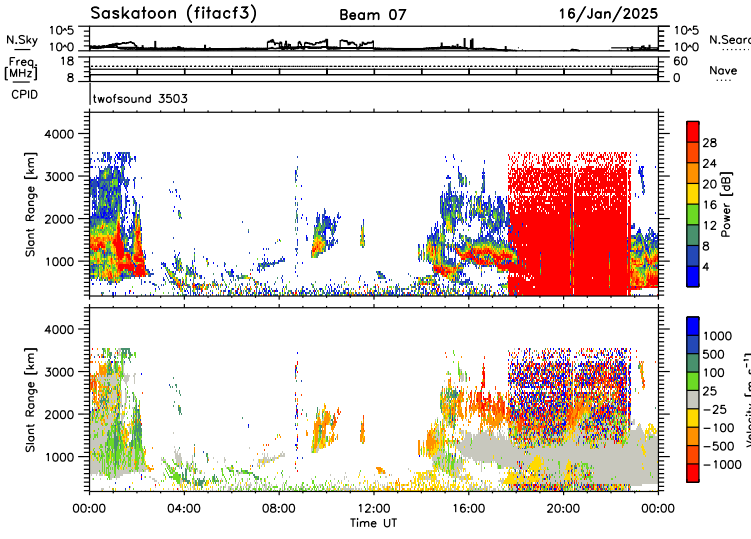 Saskatoon (fitacf3) Beam 07 16/Jan/2025
N.Sky 10^5 10^0 10^5 10^0 N.Sear
Freq. [MHz] 18 8 60 0 Nave
CPID twofsound 3503
Slant Range [km] 4000 3000 2000 1000
Power [dB] 28 24 20 16 12 8 4
Slant Range [km] 4000 3000 2000 1000
Velocity [m s^-1] 1000 500 100 25 -25 -100 -500 -1000
00:00 04:00 08:00 12:00 16:00 20:00 00:00
Time UT